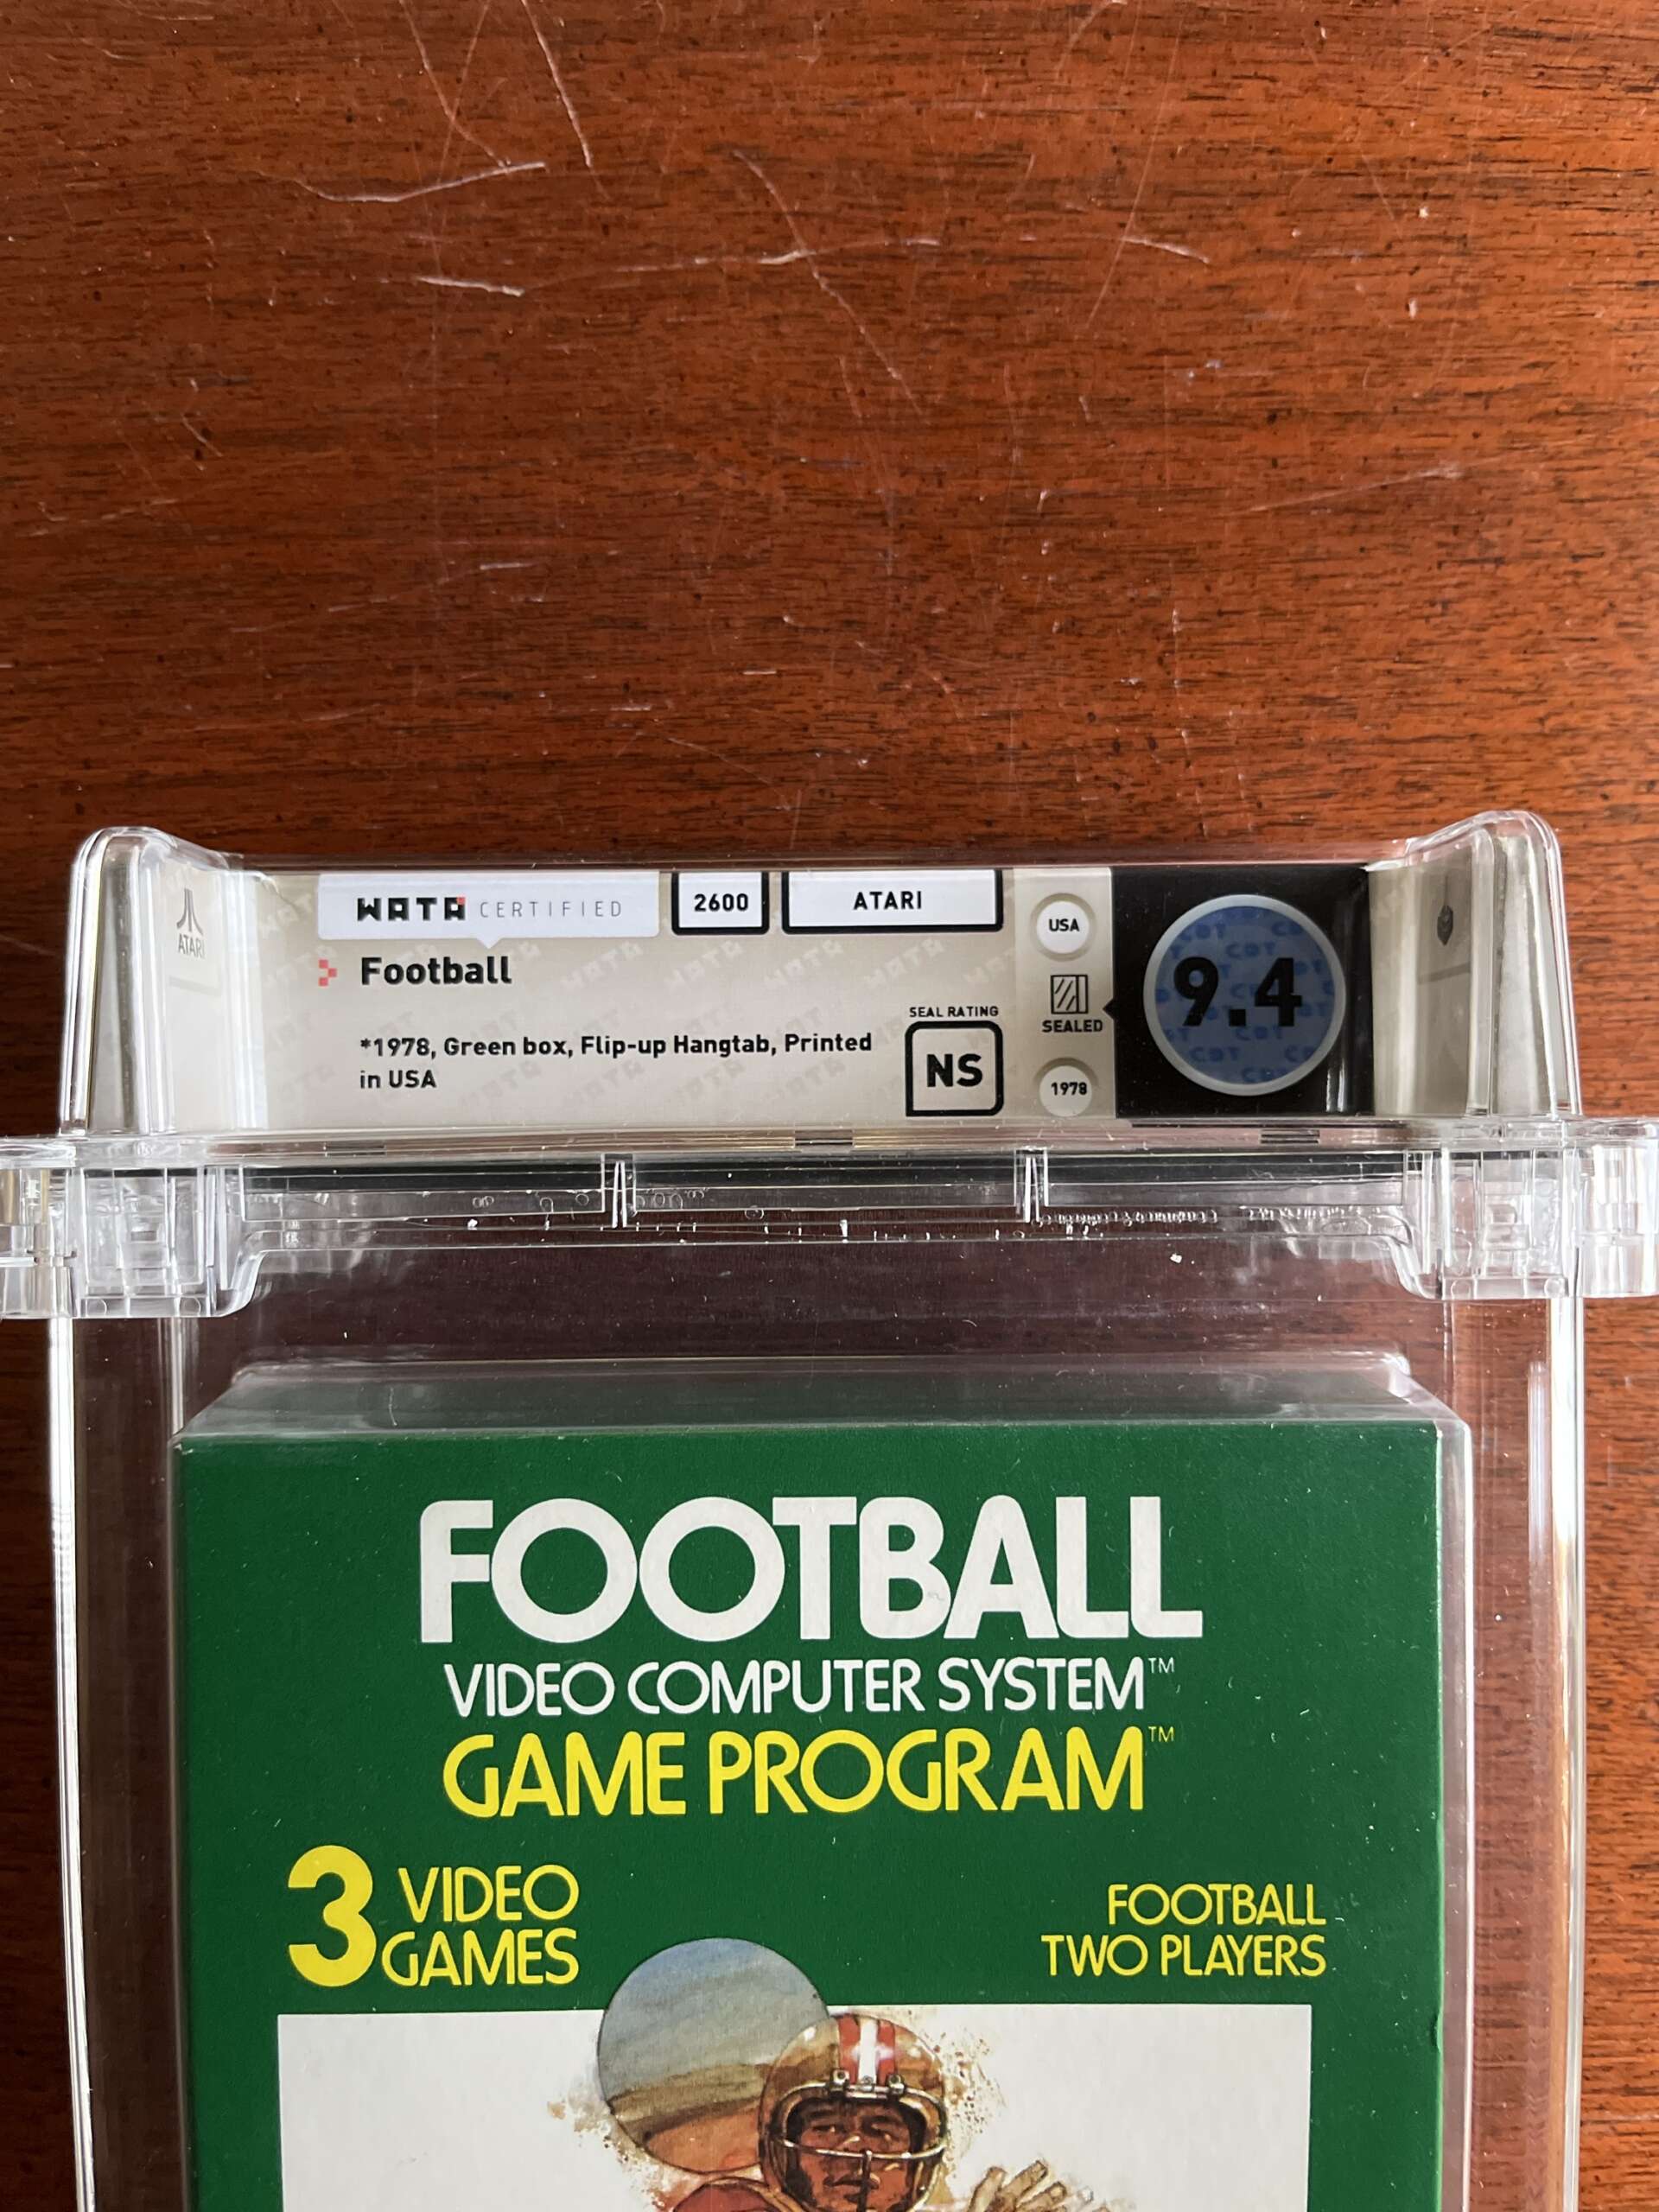 ATARI
WATA CERTIFIED
2600
ATARI
USA
Football
9.4
SEAL RATING
SEALED
*1978, Green box, Flip-up Hangtab, Printed
in USA
NS
1978
FOOTBALL
VIDEO COMPUTER SYSTEM™
GAME PROGRAM™
3 VIDEO
GAMES
FOOTBALL
TWO PLAYERS